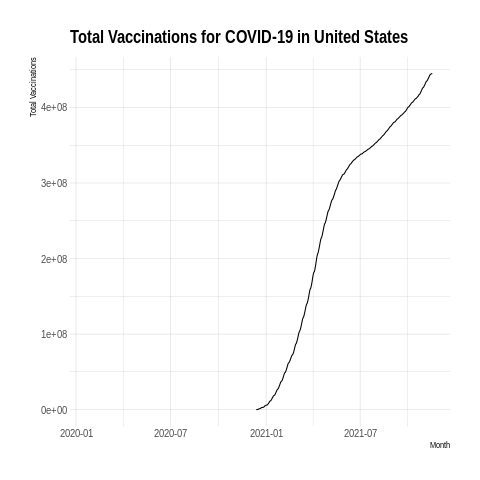 Total Vaccinations for COVID-19 in United States
Total Vaccinations
4e+08
3e+08
2e+08
1e+08
0e+00
2020-01 2020-07 2021-01 2021-07
Month